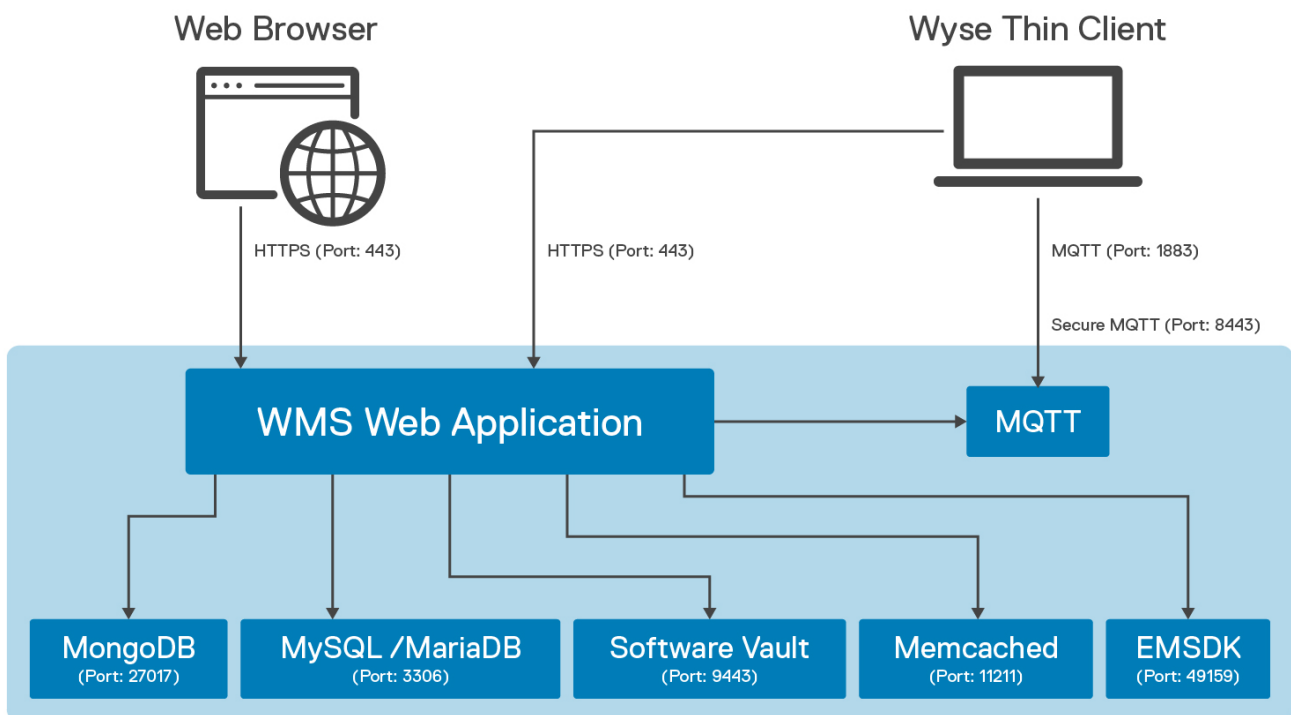 Web Browser
Wyse Thin Client
HTTPS (Port: 443)
HTTPS (Port: 443)
MQTT (Port: 1883)
Secure MQTT (Port: 8443)
WMS Web Application
MQTT
MongoDB
(Port: 27017)
MySQL /MariaDB
(Port: 3306)
Software Vault
(Port: 9443)
Memcached
(Port: 11211)
EMSDK
(Port: 49159)